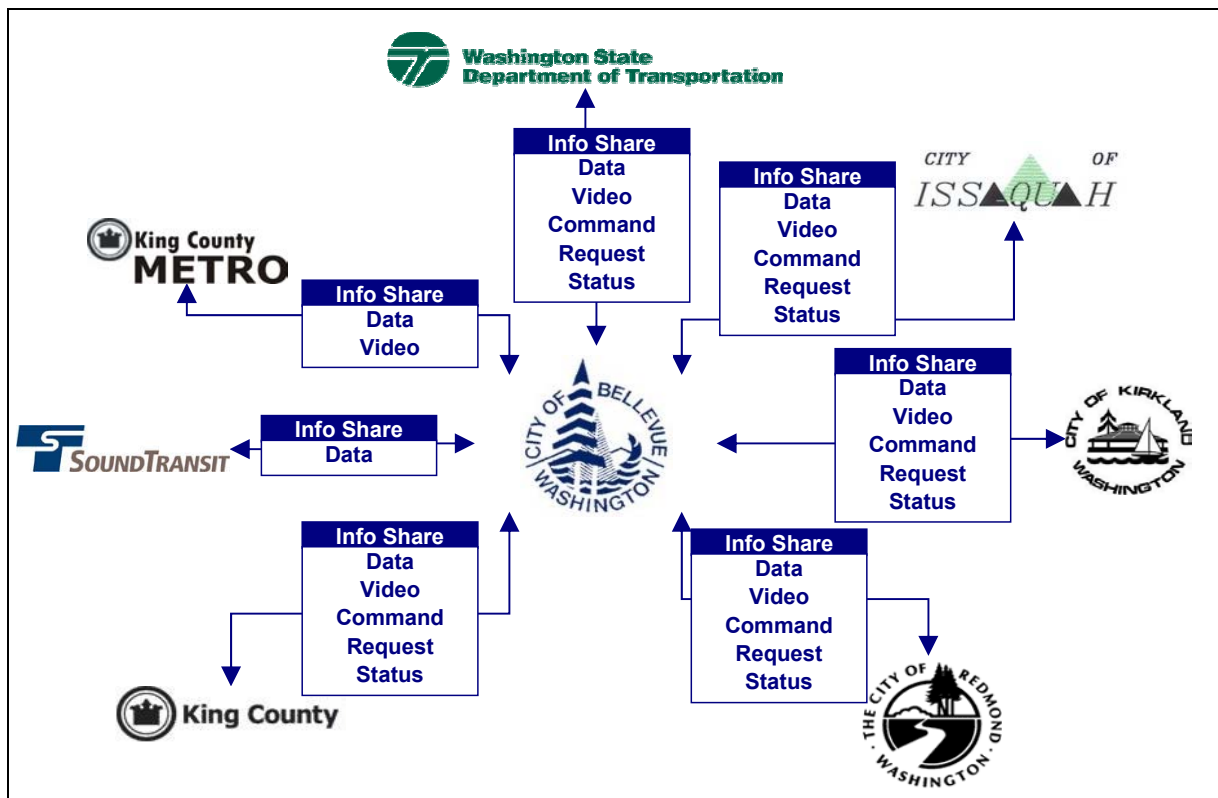 Washington State
Department of Transportation
Info Share
Data
Video
Command
Request
Status
Info Share
Data
Video
Command
Request
Status
CITY OF
ISSAQUAH
King County
METRO
Info Share
Data
Video
CITY OF BELLEVUE
WASHINGTON
Info Share
Data
Video
Command
Request
Status
CITY OF KIRKLAND
WASHINGTON
SOUNDTRANSIT
Info Share
Data
Info Share
Data
Video
Command
Request
Status
King County
Info Share
Data
Video
Command
Request
Status
THE CITY OF REDMOND
WASHINGTON